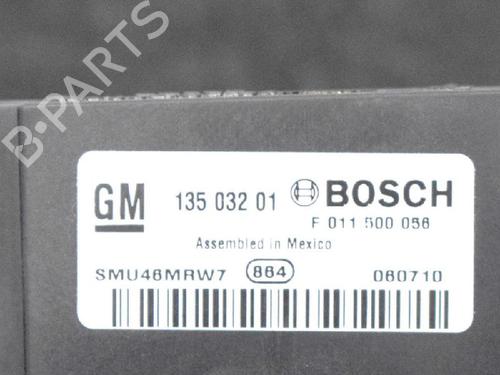 B-PARTS
GM 135 032 01 BOSCH
F 011 500 056
Assembled in Mexico
SMU46MRW7 864 060710